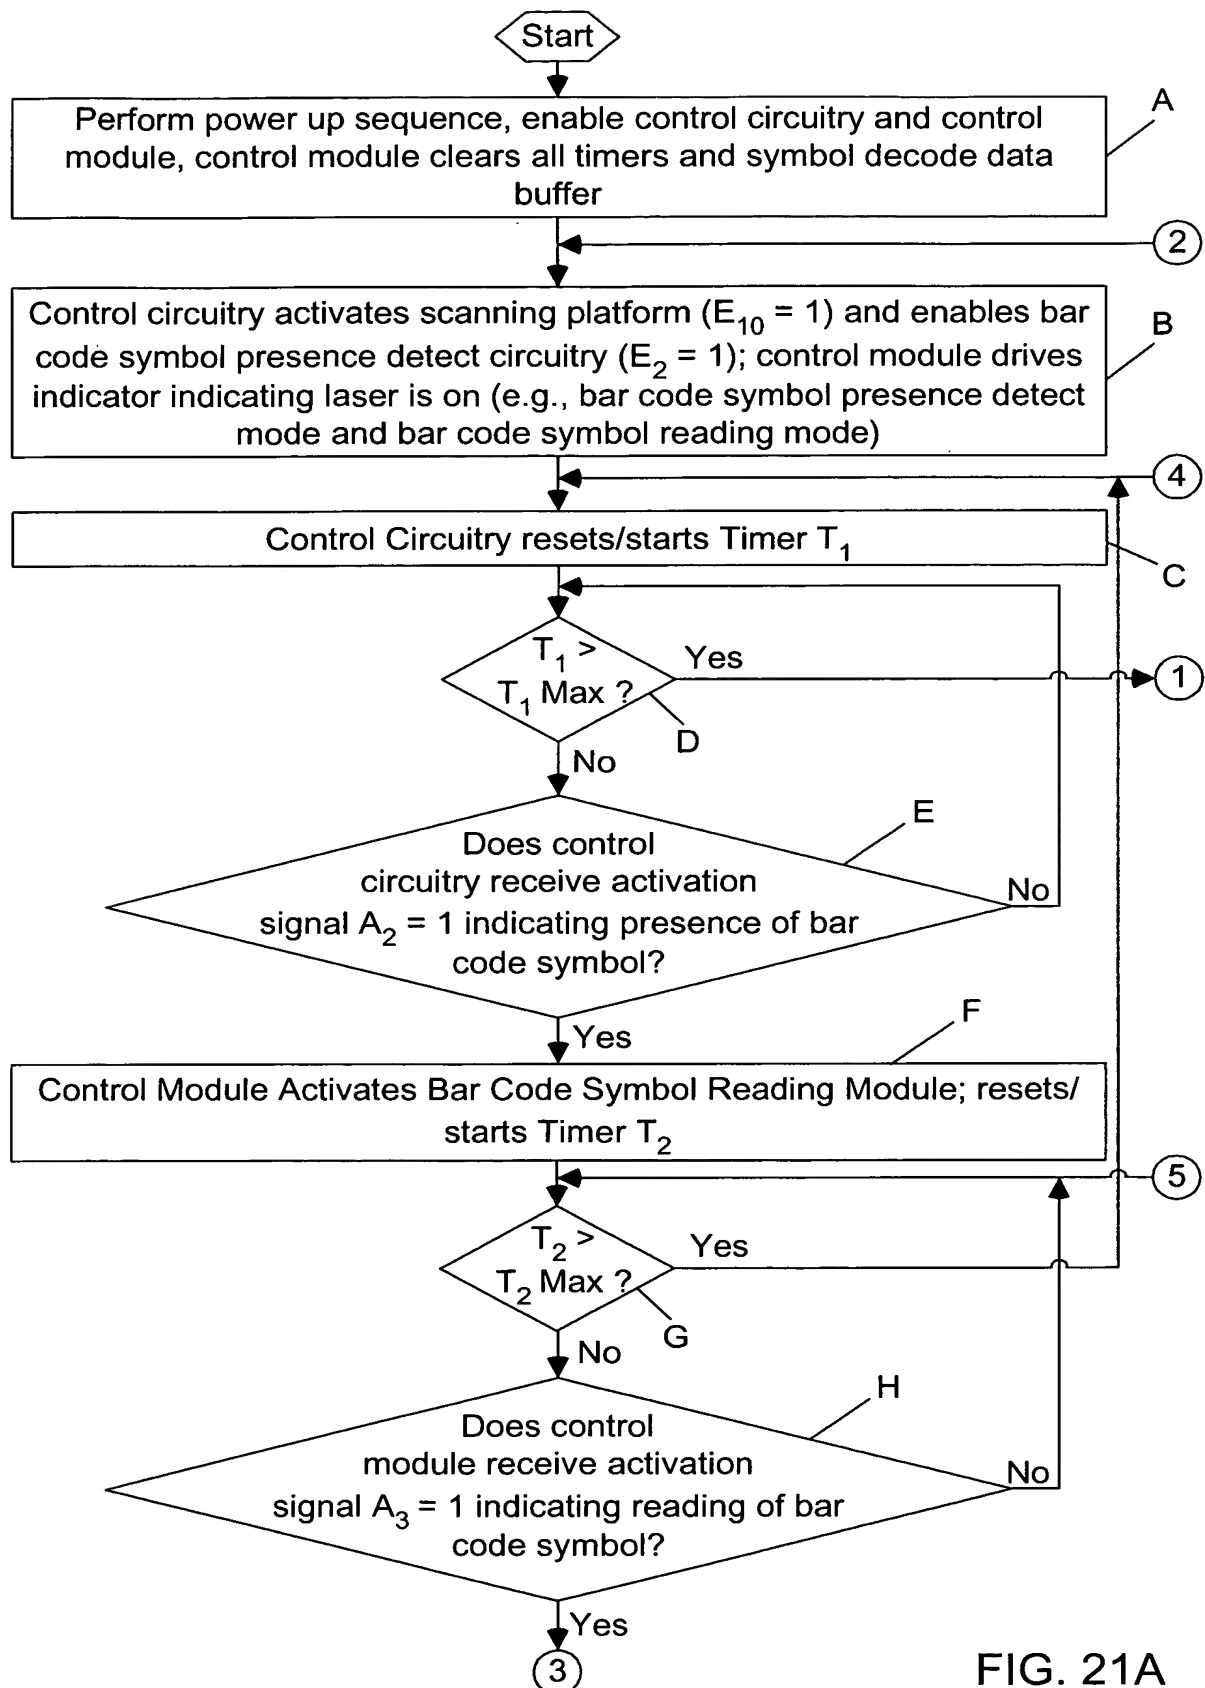 Start
A
Perform power up sequence, enable control circuitry and control
module, control module clears all timers and symbol decode data
buffer
2
Control circuitry activates scanning platform (E10 = 1) and enables bar
code symbol presence detect circuitry (E2 = 1); control module drives
indicator indicating laser is on (e.g., bar code symbol presence detect
mode and bar code symbol reading mode)
B
4
Control Circuitry resets/starts Timer T1
C
T1 >
T1 Max ?
Yes
1
D
No
E
Does control
circuitry receive activation
signal A2 = 1 indicating presence of bar
code symbol?
No
F
Yes
Control Module Activates Bar Code Symbol Reading Module; resets/
starts Timer T2
5
T2 >
T2 Max ?
Yes
G
No
H
Does control
module receive activation
signal A3 = 1 indicating reading of bar
code symbol?
No
Yes
3
FIG. 21A